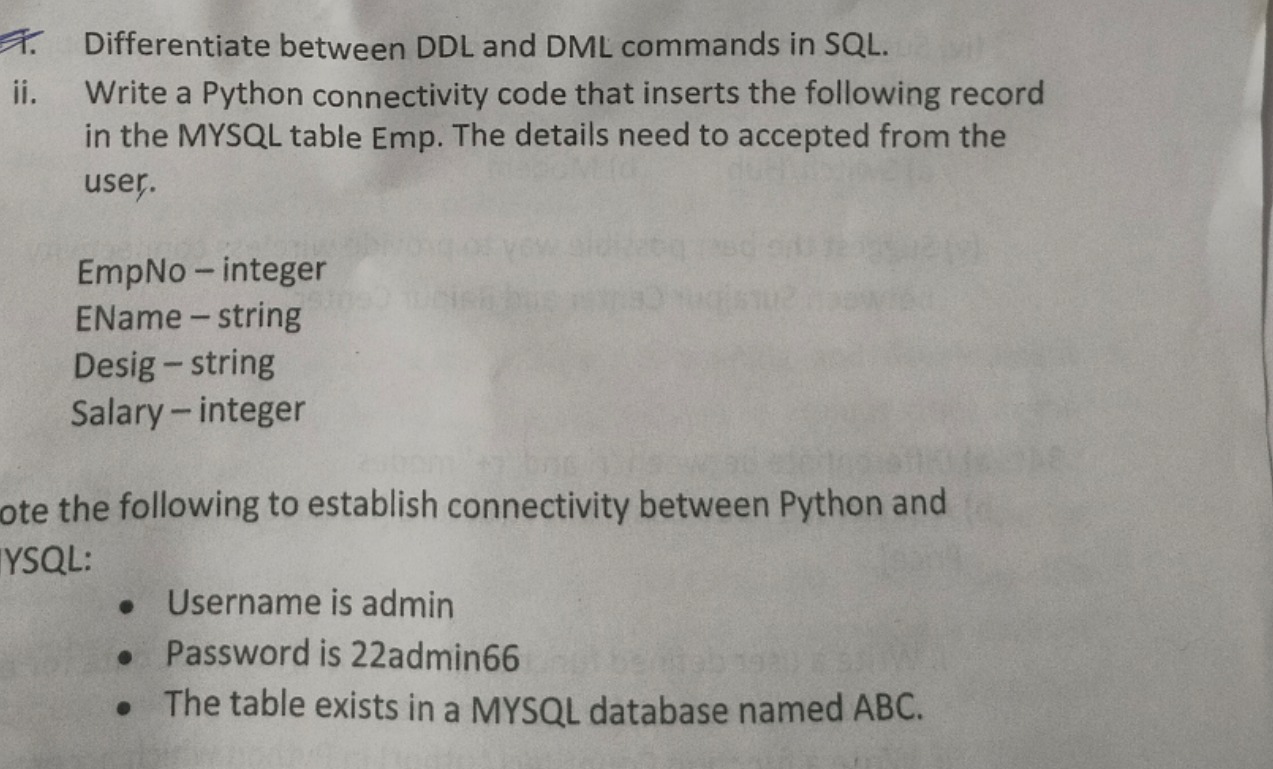 i. Differentiate between DDL and DML commands in SQL.
ii. Write a Python connectivity code that inserts the following record
in the MYSQL table Emp. The details need to accepted from the
user.
EmpNo – integer
EName – string
Desig – string
Salary – integer
ote the following to establish connectivity between Python and
YSQL:
• Username is admin
• Password is 22admin66
• The table exists in a MYSQL database named ABC.